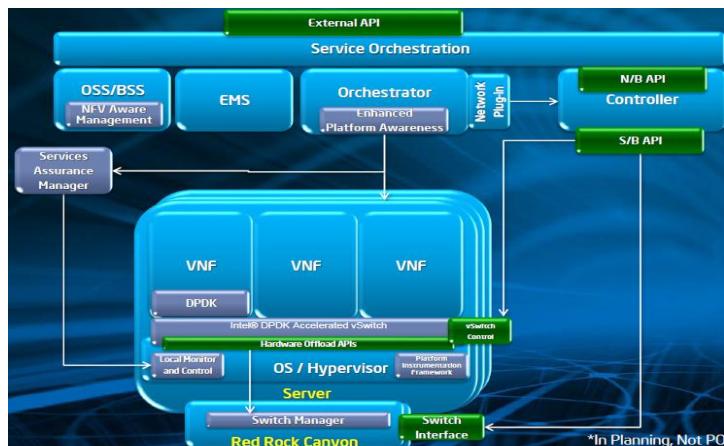 External API
Service Orchestration
OSS/BSS
NFV Aware
Management
EMS
Orchestrator
Enhanced
Platform Awareness
Network
Plug-In
N/B API
Controller
S/B API
Services
Assurance
Manager
VNF
VNF
VNF
DPDK
Intel® DPDK Accelerated vSwitch
vSwitch
Control
Hardware Offload APIs
Local Monitor
and Control
OS / Hypervisor
Platform
Instrumentation
Framework
Server
Switch Manager
Switch
Interface
Red Rock Canyon
*In Planning, Not PO